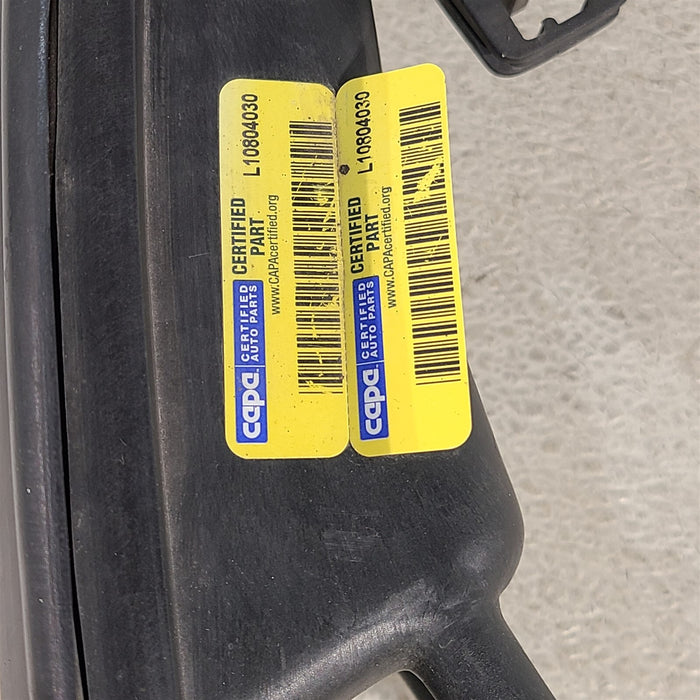 capa CERTIFIED
AUTO PARTS
CERTIFIED
PART
www.CAPAcertified.org
L10804030
capa CERTIFIED
AUTO PARTS
CERTIFIED
PART
www.CAPAcertified.org
L10804030